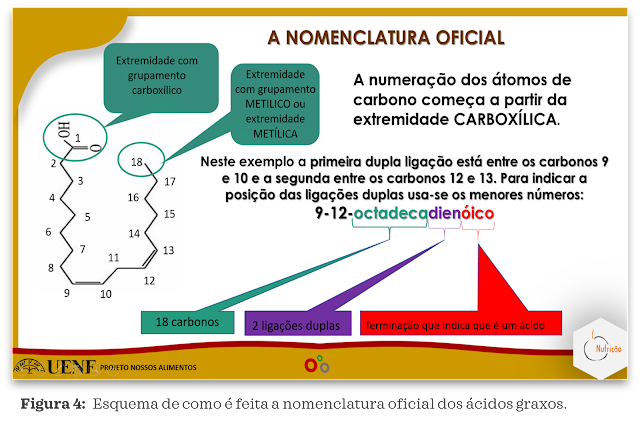 A NOMENCLATURA OFICIAL
Extremidade com
grupamento
carboxílico
Extremidade
com grupamento
METILICO ou
extremidade
METÍLICA
A numeração dos átomos de
carbono começa a partir da
extremidade CARBOXÍLICA.
Neste exemplo a primeira dupla ligação está entre os carbonos 9
e 10 e a segunda entre os carbonos 12 e 13. Para indicar a
posição das ligações duplas usa-se os menores números:
9-12-octadecadienóico
OH
1
O
2
3
4
5
6
7
8
9
10
11
12
13
14
15
16
17
18
18 carbonos
2 ligações duplas
Terminação que indica que é um ácido
UENF
PROJETO NOSSOS ALIMENTOS
Figura 4: Esquema de como é feita a nomenclatura oficial dos ácidos graxos.